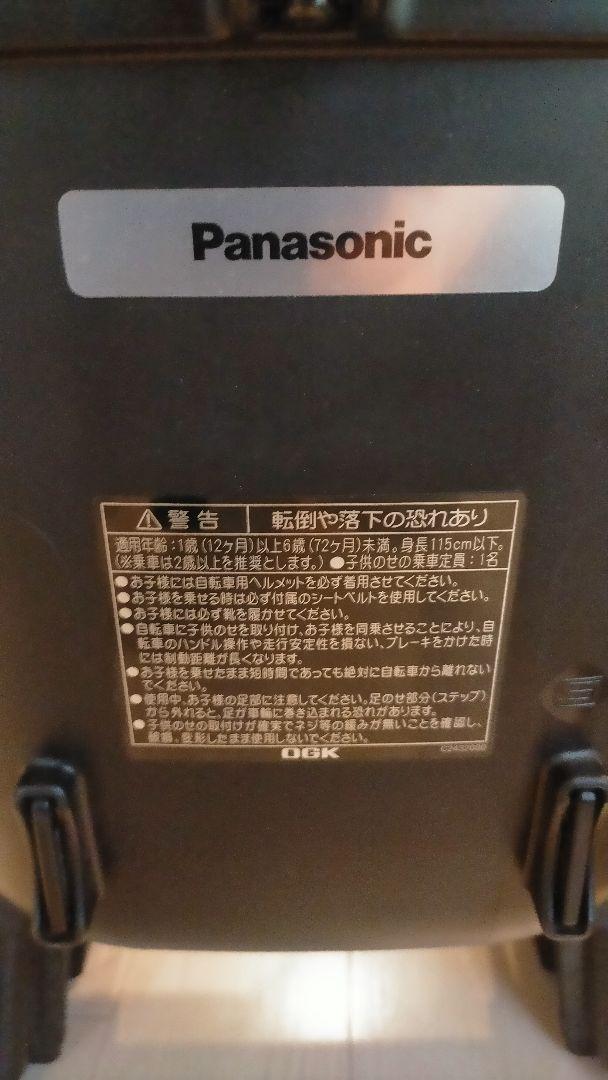 Panasonic
⚠ 警告 転倒や落下の恐れあり
適用年齢:1歳(12ヶ月)以上6歳(72ヶ月)未満。身長115cm以下。
(※乗車は2歳以上を推奨とします。) ●子供のせの乗車定員:1名
●お子様には自転車用ヘルメットを必ず着用させてください。
●お子様を乗せる時は必ず付属のシートベルトを使用してください。
●お子様には必ず靴を履かせてください。
●自転車に子供のせを取り付け、お子様を同乗させることにより、自
転車のハンドル操作や走行安定性を損ない、ブレーキをかけた時
には制動距離が長くなります。
●お子様を乗せたまま短時間であっても絶対に自転車から離れない
でください。
●使用中、お子様の足部に注意してください。足のせ部分(ステップ)
から外れると、足が車輪に巻き込まれる恐れがあります。
●子供のせの取付けが確実でネジ等の緩みが無いことを確認し、
破損、変形したまま使用しないでください。
OGK